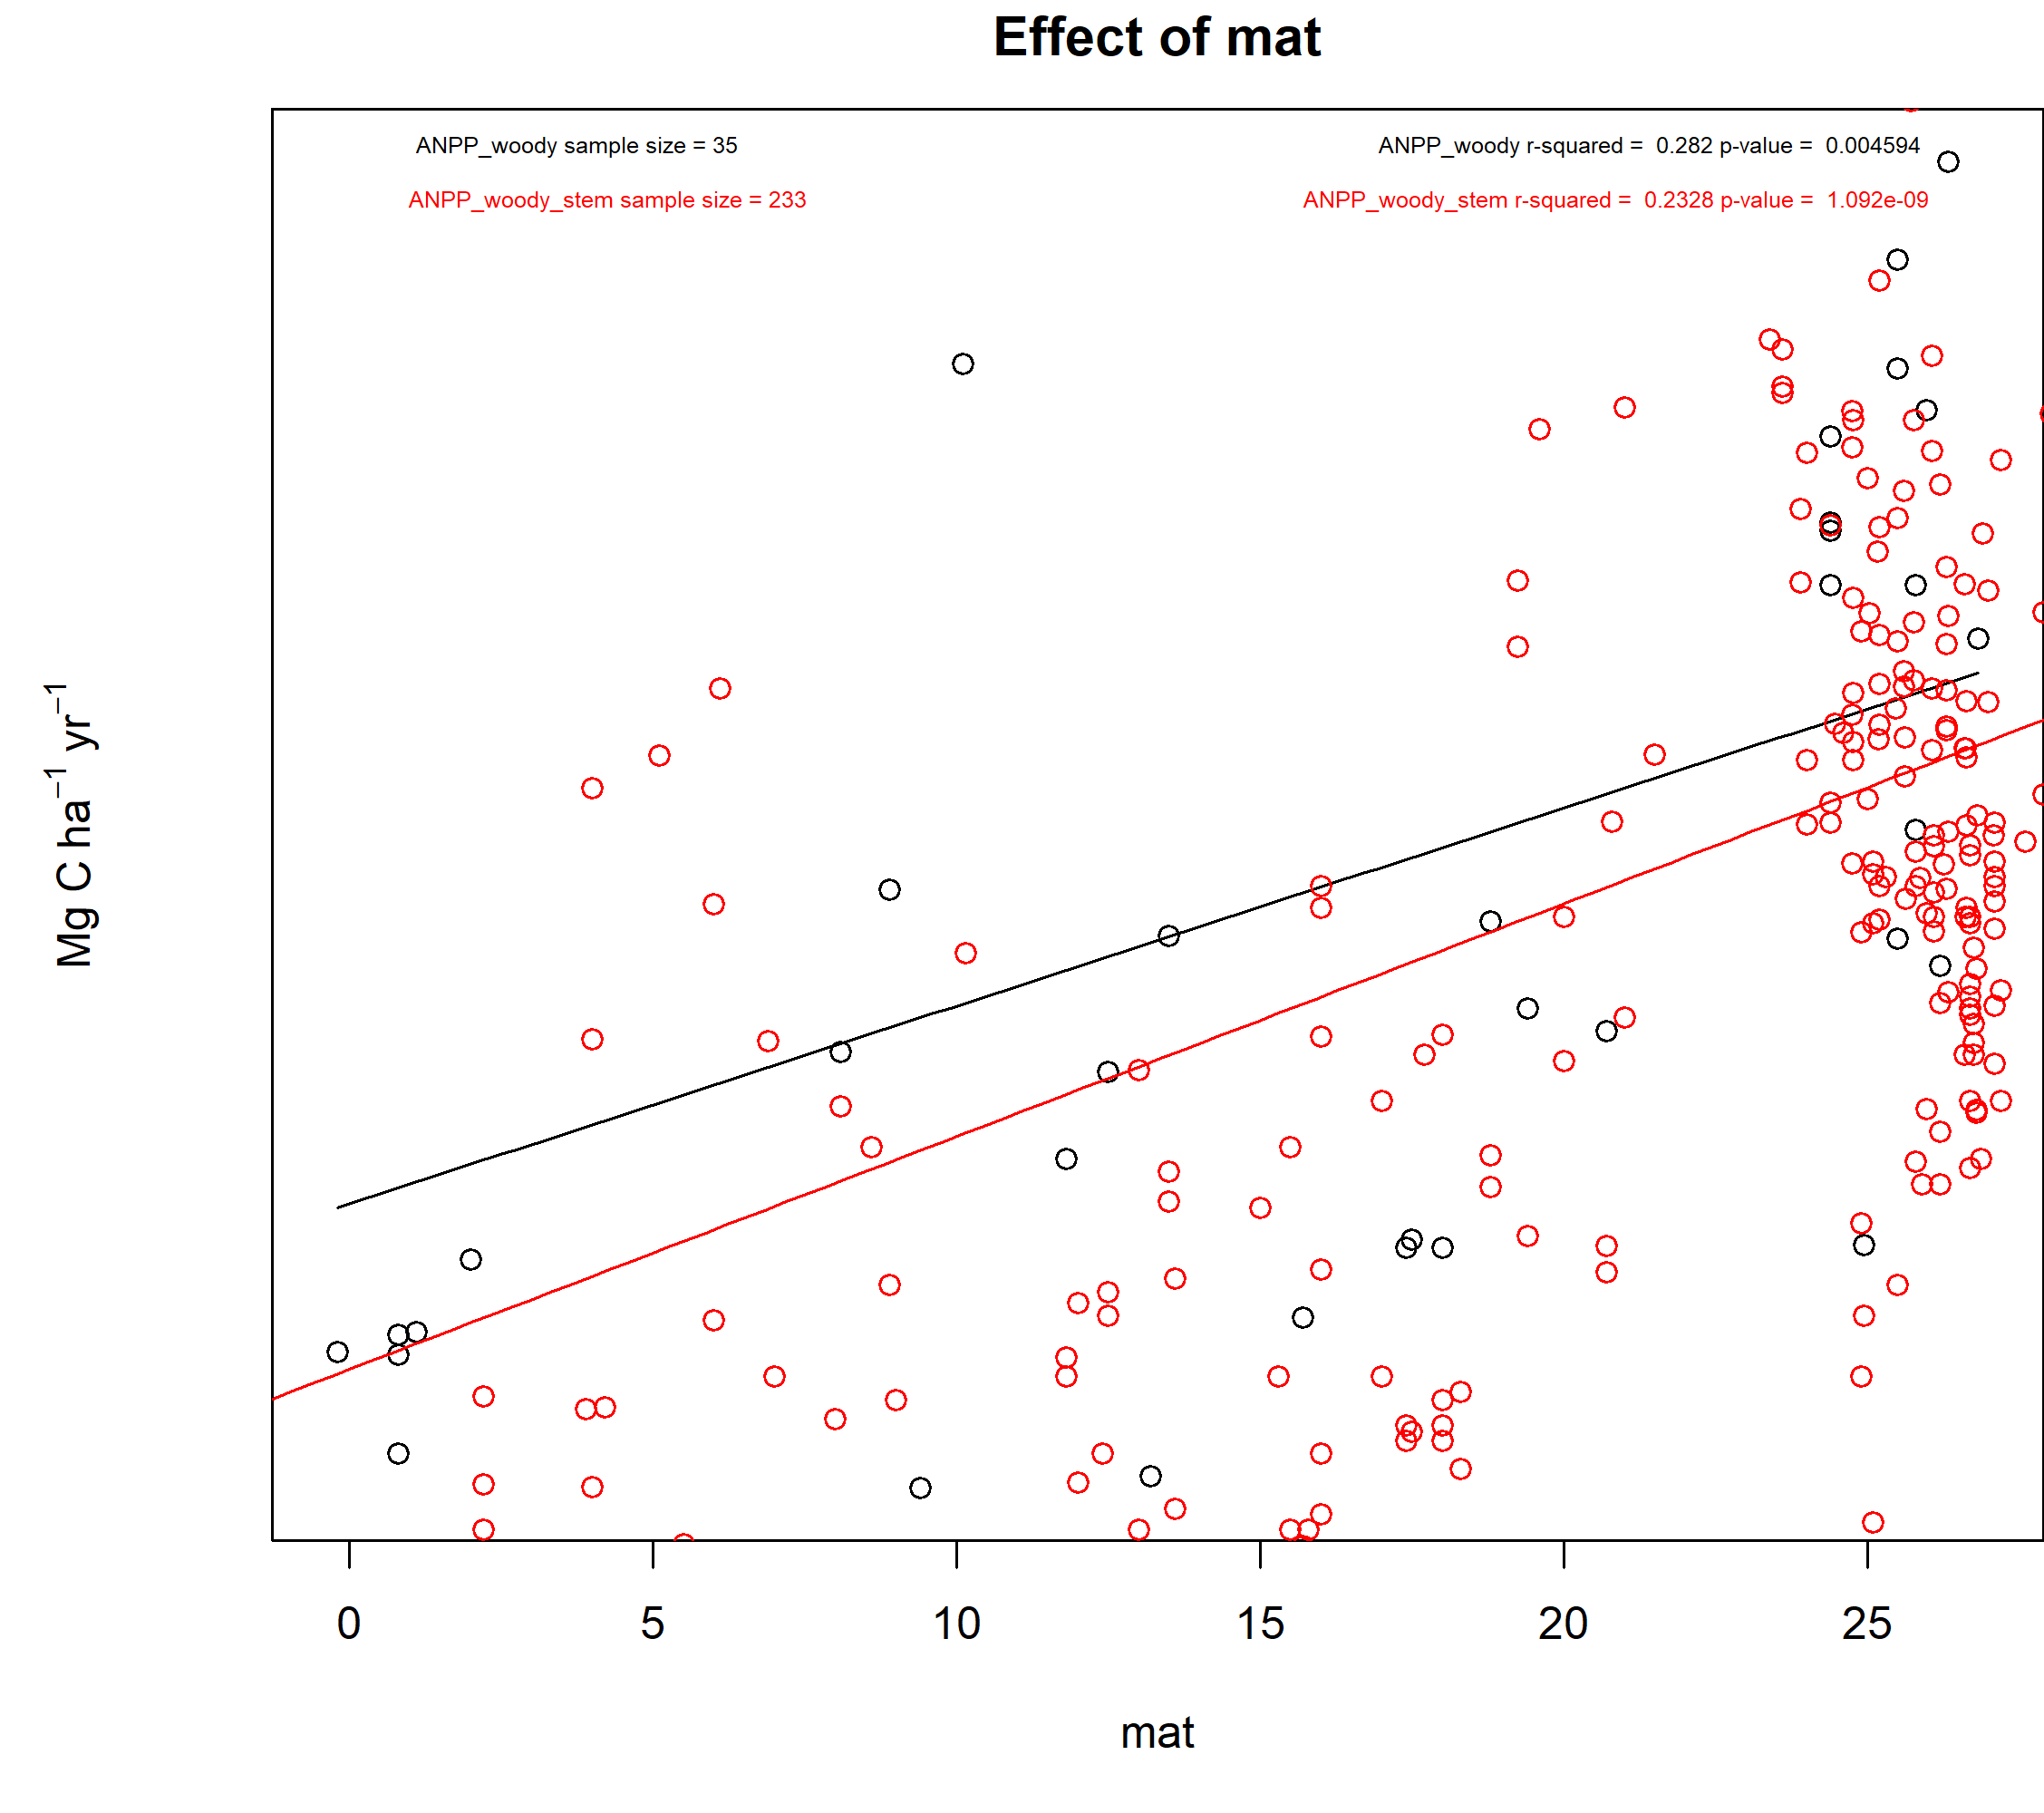 Effect of mat
ANPP_woody sample size = 35
ANPP_woody r-squared = 0.282 p-value = 0.004594
ANPP_woody_stem sample size = 233
ANPP_woody_stem r-squared = 0.2328 p-value = 1.092e-09
Mg C ha⁻¹ yr⁻¹
0 5 10 15 20 25
mat